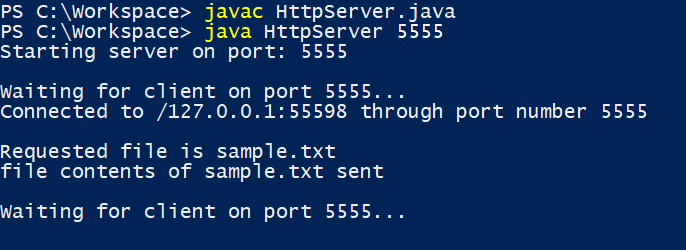 PS C:\Workspace> javac HttpServer.java
PS C:\Workspace> java HttpServer 5555
Starting server on port: 5555
Waiting for client on port 5555...
Connected to /127.0.0.1:55598 through port number 5555
Requested file is sample.txt
file contents of sample.txt sent
Waiting for client on port 5555...